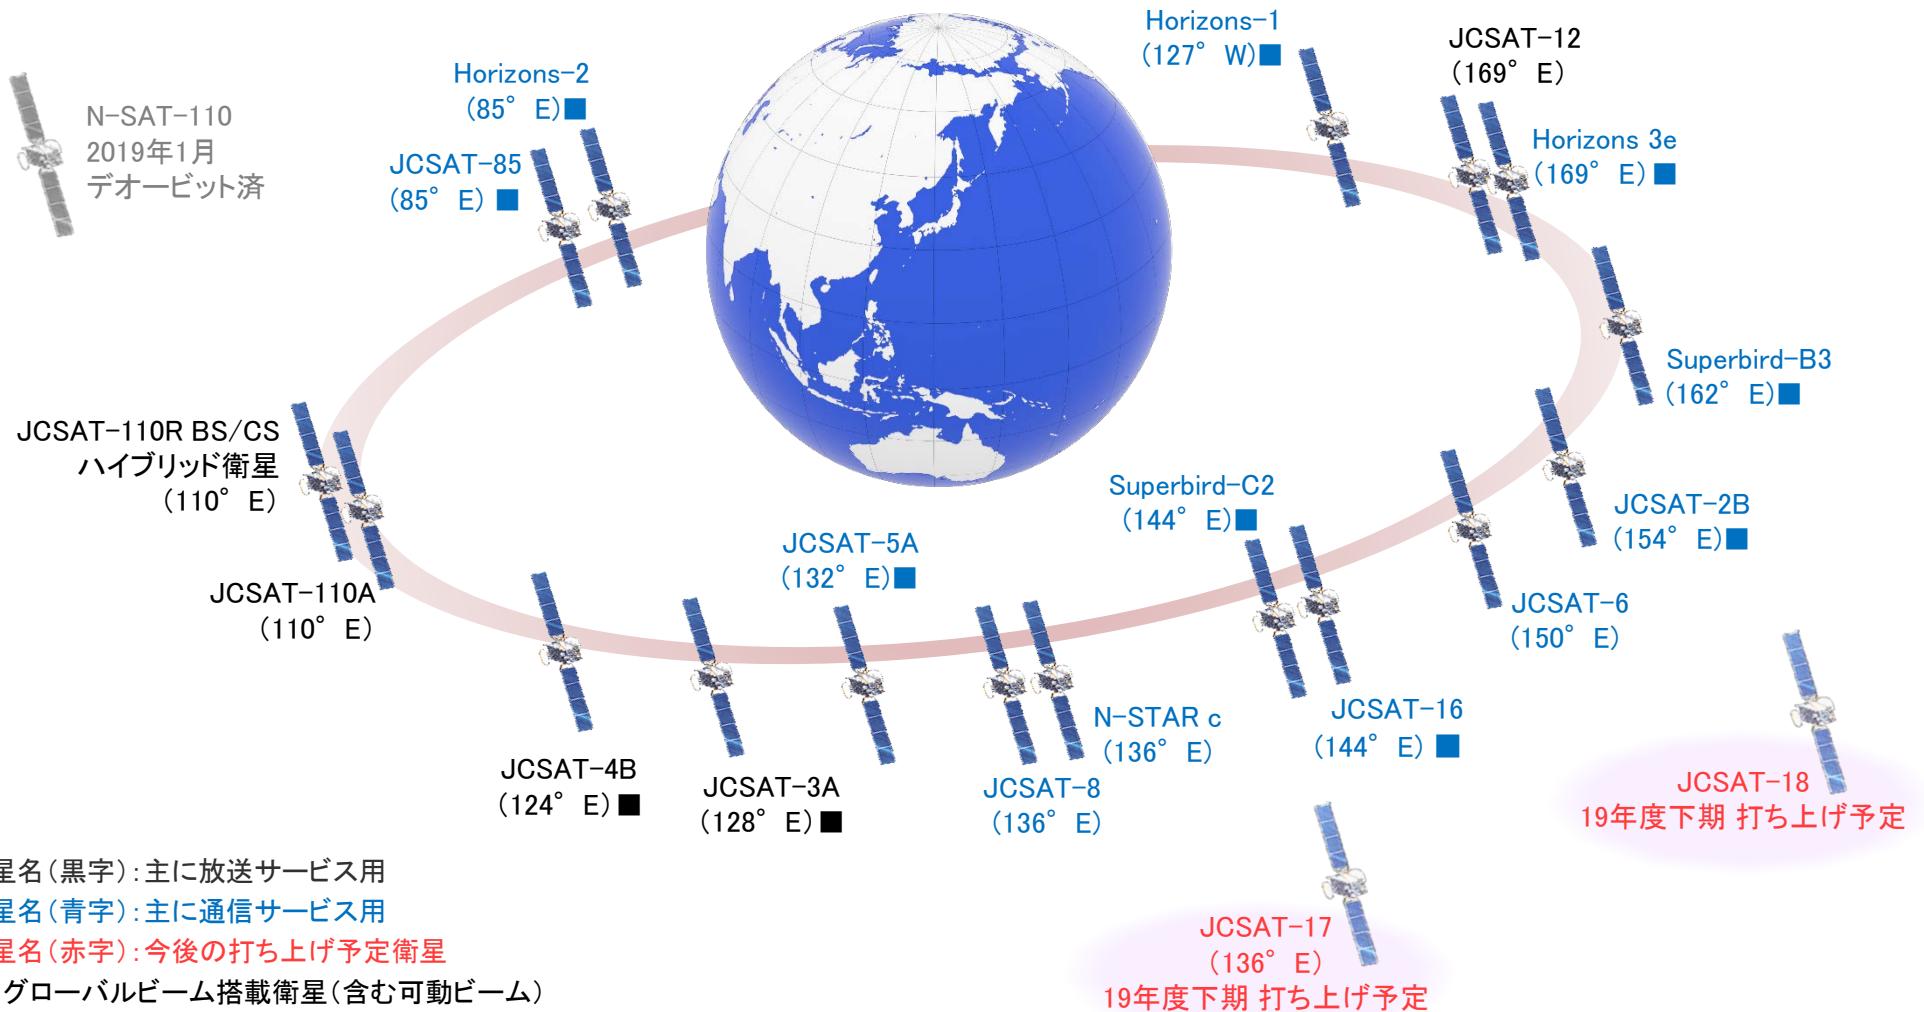 Horizons-1
(127° W)■
JCSAT-12
(169° E)
Horizons-2
(85° E)■
N-SAT-110
2019年1月
デオービット済
JCSAT-85
(85° E)■
Horizons 3e
(169° E)■
Superbird-B3
(162° E)■
JCSAT-110R BS/CS
ハイブリッド衛星
(110° E)
Superbird-C2
(144° E)■
JCSAT-2B
(154° E)■
JCSAT-5A
(132° E)■
JCSAT-110A
(110° E)
JCSAT-6
(150° E)
N-STAR c
(136° E)
JCSAT-16
(144° E)■
JCSAT-4B
(124° E)■
JCSAT-3A
(128° E)■
JCSAT-8
(136° E)
JCSAT-18
19年度下期 打ち上げ予定
JCSAT-17
(136° E)
19年度下期 打ち上げ予定
星名(黒字):主に放送サービス用
星名(青字):主に通信サービス用
星名(赤字):今後の打ち上げ予定衛星
グローバルビーム搭載衛星(含む可動ビーム)